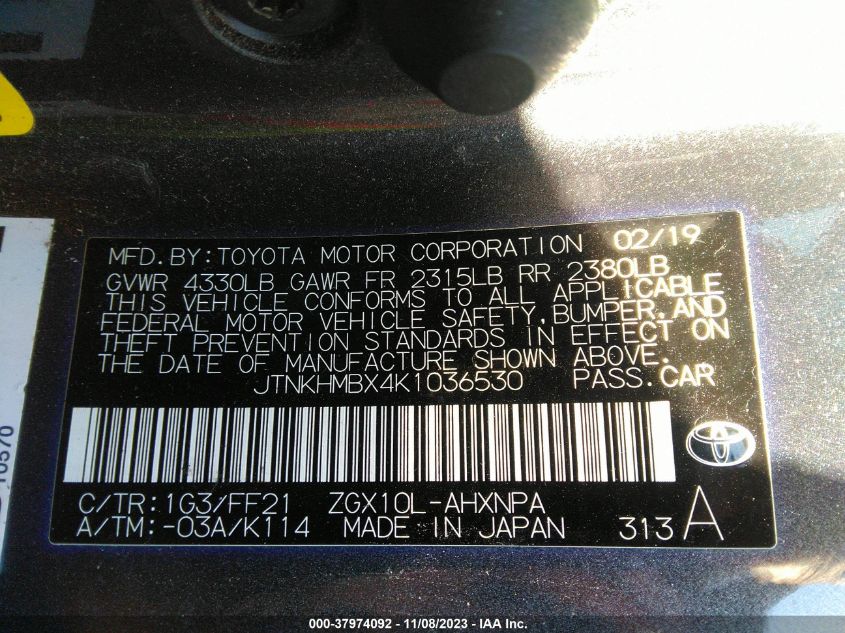 MFD. BY: TOYOTA MOTOR CORPORATION 02/19
GVWR 4330LB GAWR FR 2315LB RR 2380LB
THIS VEHICLE CONFORMS TO ALL APPLICABLE
FEDERAL MOTOR VEHICLE SAFETY, BUMPER, AND
THEFT PREVENTION STANDARDS IN EFFECT ON
THE DATE OF MANUFACTURE SHOWN ABOVE.
JTNKHMBX4K1036530 PASS. CAR
10570
C/TR: 1G3/FF21 ZGX10L-AHXNPA
A/TM: -03A/K114 MADE IN JAPAN 313 A
000-37974092 - 11/08/2023 - IAA Inc.